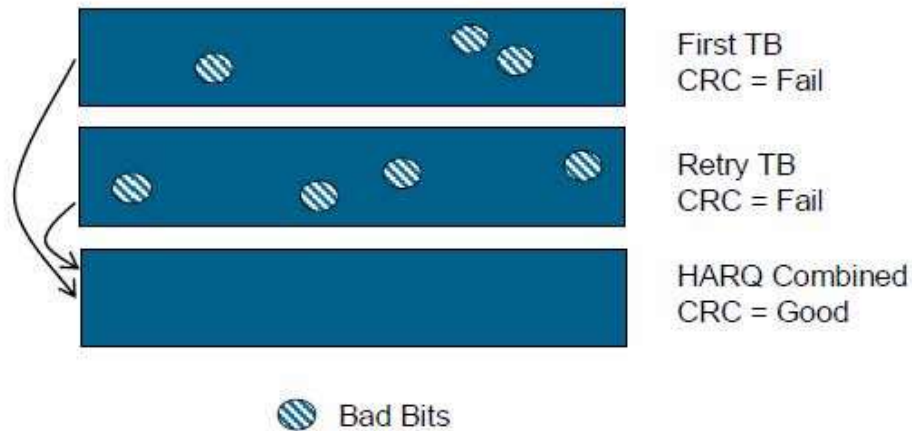 First TB
CRC = Fail
Retry TB
CRC = Fail
HARQ Combined
CRC = Good
Bad Bits